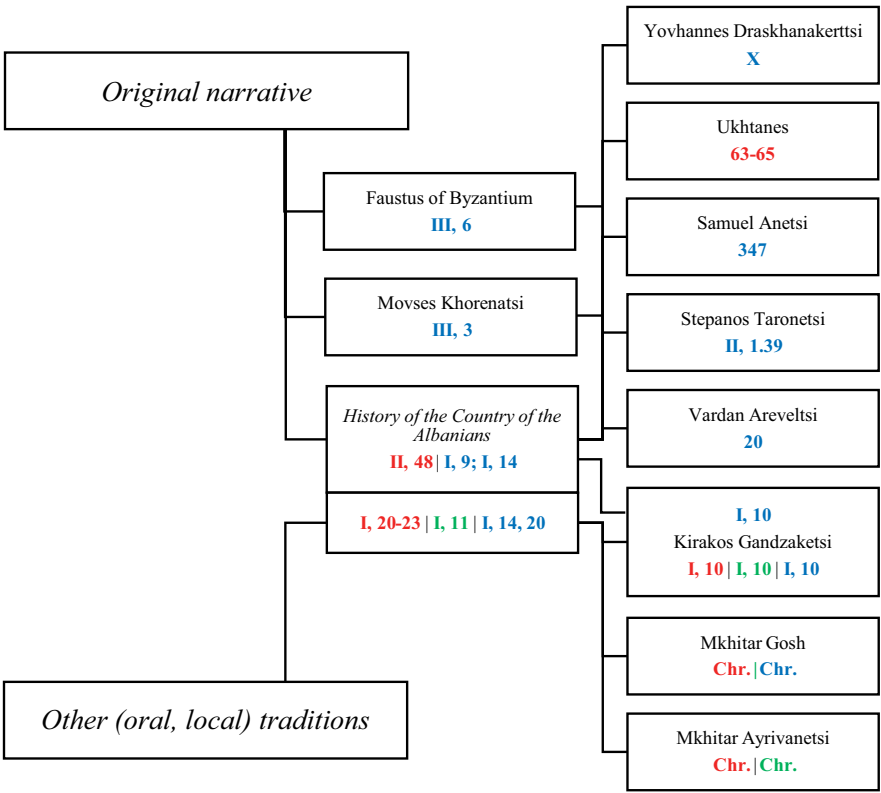 Original narrative
Faustus of Byzantium
III, 6
Movses Khorenatsi
III, 3
History of the Country of the
Albanians
II, 48 | I, 9; I, 14
I, 20-23 | I, 11 | I, 14, 20
Other (oral, local) traditions
Yovhannes Draskhanakerttsi
X
Ukhtanes
63-65
Samuel Anetsi
347
Stepanos Taronetsi
II, 1.39
Vardan Areveltsi
20
I, 10
Kirakos Gandzaketsi
I, 10 | I, 10 | I, 10
Mkhitar Gosh
Chr. | Chr.
Mkhitar Ayrivanetsi
Chr. | Chr.